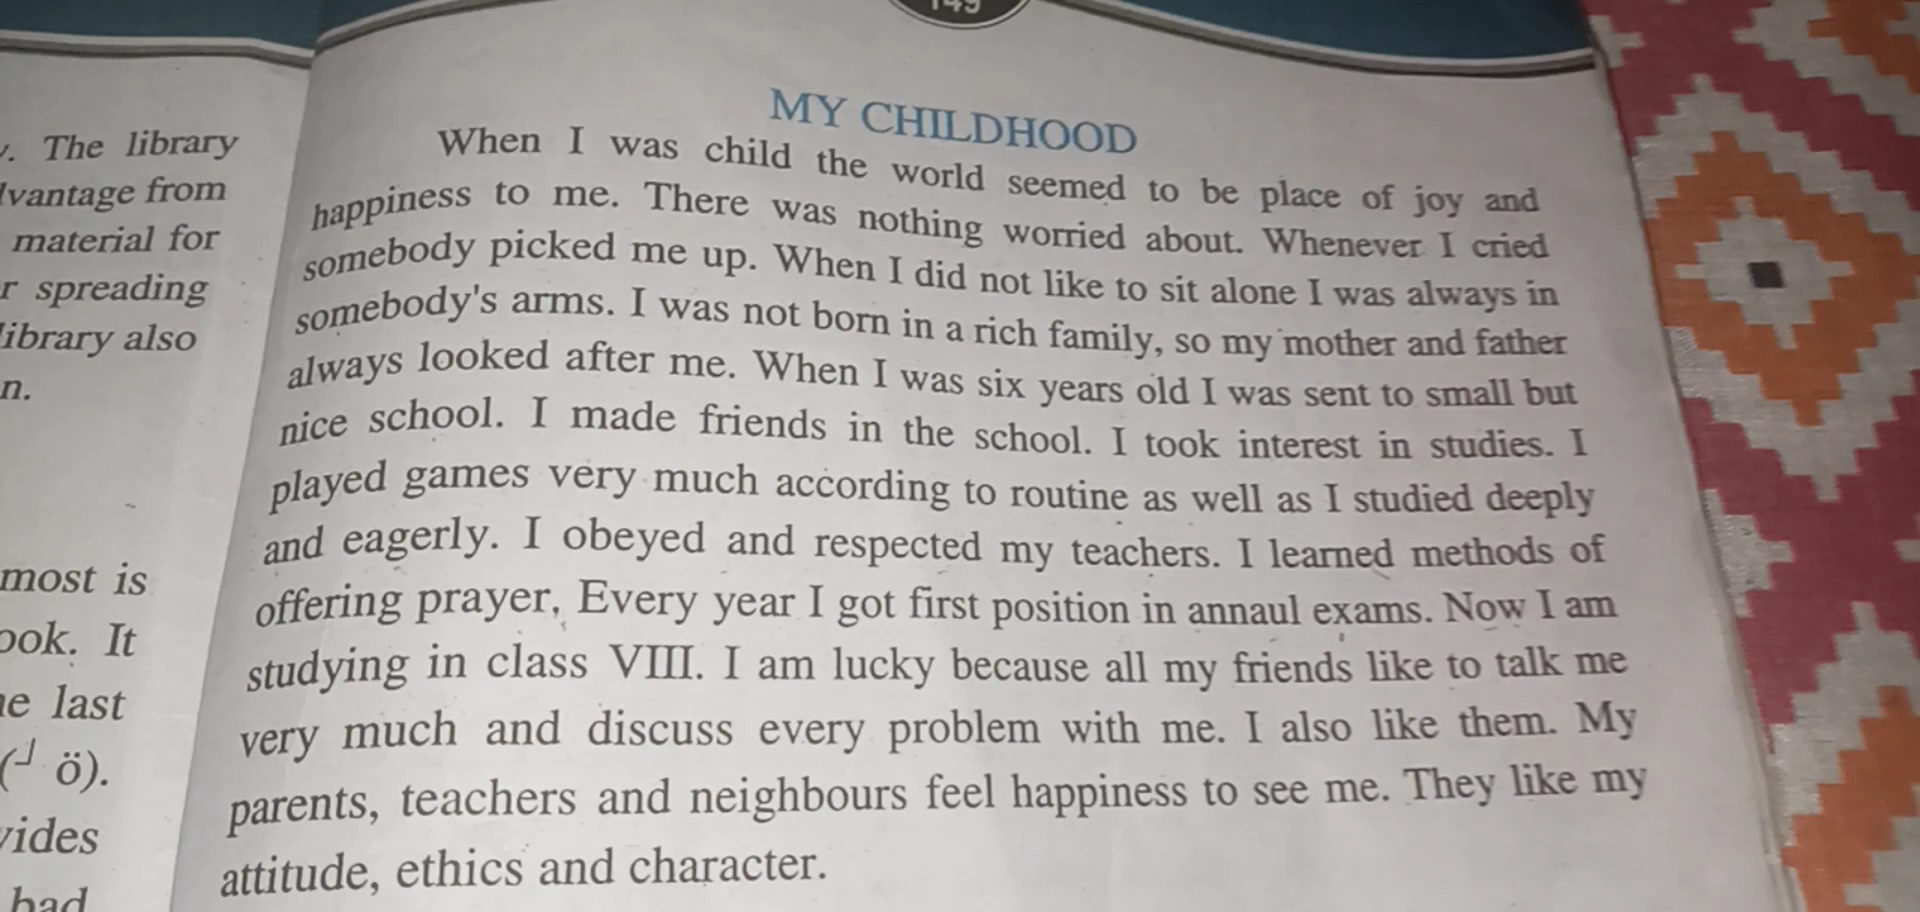 149
The library
vantage from
material for
spreading
library also
n.
most is
ook. It
last
ö).
vides
bad
MY CHILDHOOD
When I was child the world seemed to be place of joy and
happiness to me. There was nothing worried about. Whenever I cried
somebody picked me up. When I did not like to sit alone I was always in
somebody's arms. I was not born in a rich family, so my mother and father
always looked after me. When I was six years old I was sent to small but
nice school. I made friends in the school. I took interest in studies. I
played games very much according to routine as well as I studied deeply
and eagerly. I obeyed and respected my teachers. I learned methods of
offering prayer, Every year I got first position in annaul exams. Now I am
studying in class VIII. I am lucky because all my friends like to talk me
very much and discuss every problem with me. I also like them. My
parents, teachers and neighbours feel happiness to see me. They like my
attitude, ethics and character.